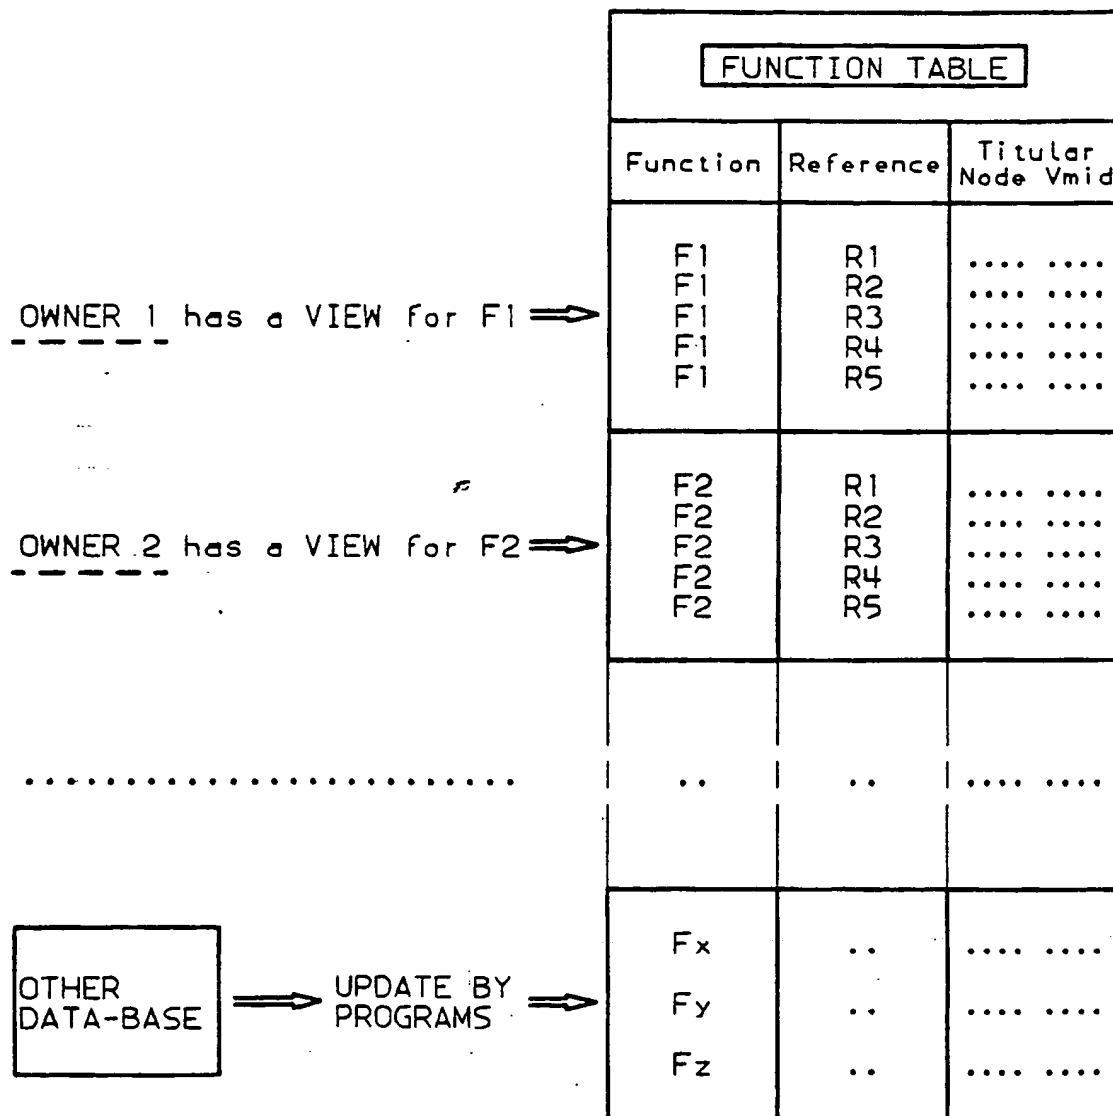 FUNCTION TABLE
Function Reference Titular Node Vmid
F1 R1 .... ....
F1 R2 .... ....
OWNER 1 has a VIEW for F1 F1 R3 .... ....
F1 R4 .... ....
F1 R5 .... ....
F2 R1 .... ....
F2 R2 .... ....
OWNER 2 has a VIEW for F2 F2 R3 .... ....
F2 R4 .... ....
F2 R5 .... ....
......................... .. .. .... ....
Fx .. .... ....
OTHER DATA-BASE UPDATE BY PROGRAMS Fy .. .... ....
Fz .. .... ....